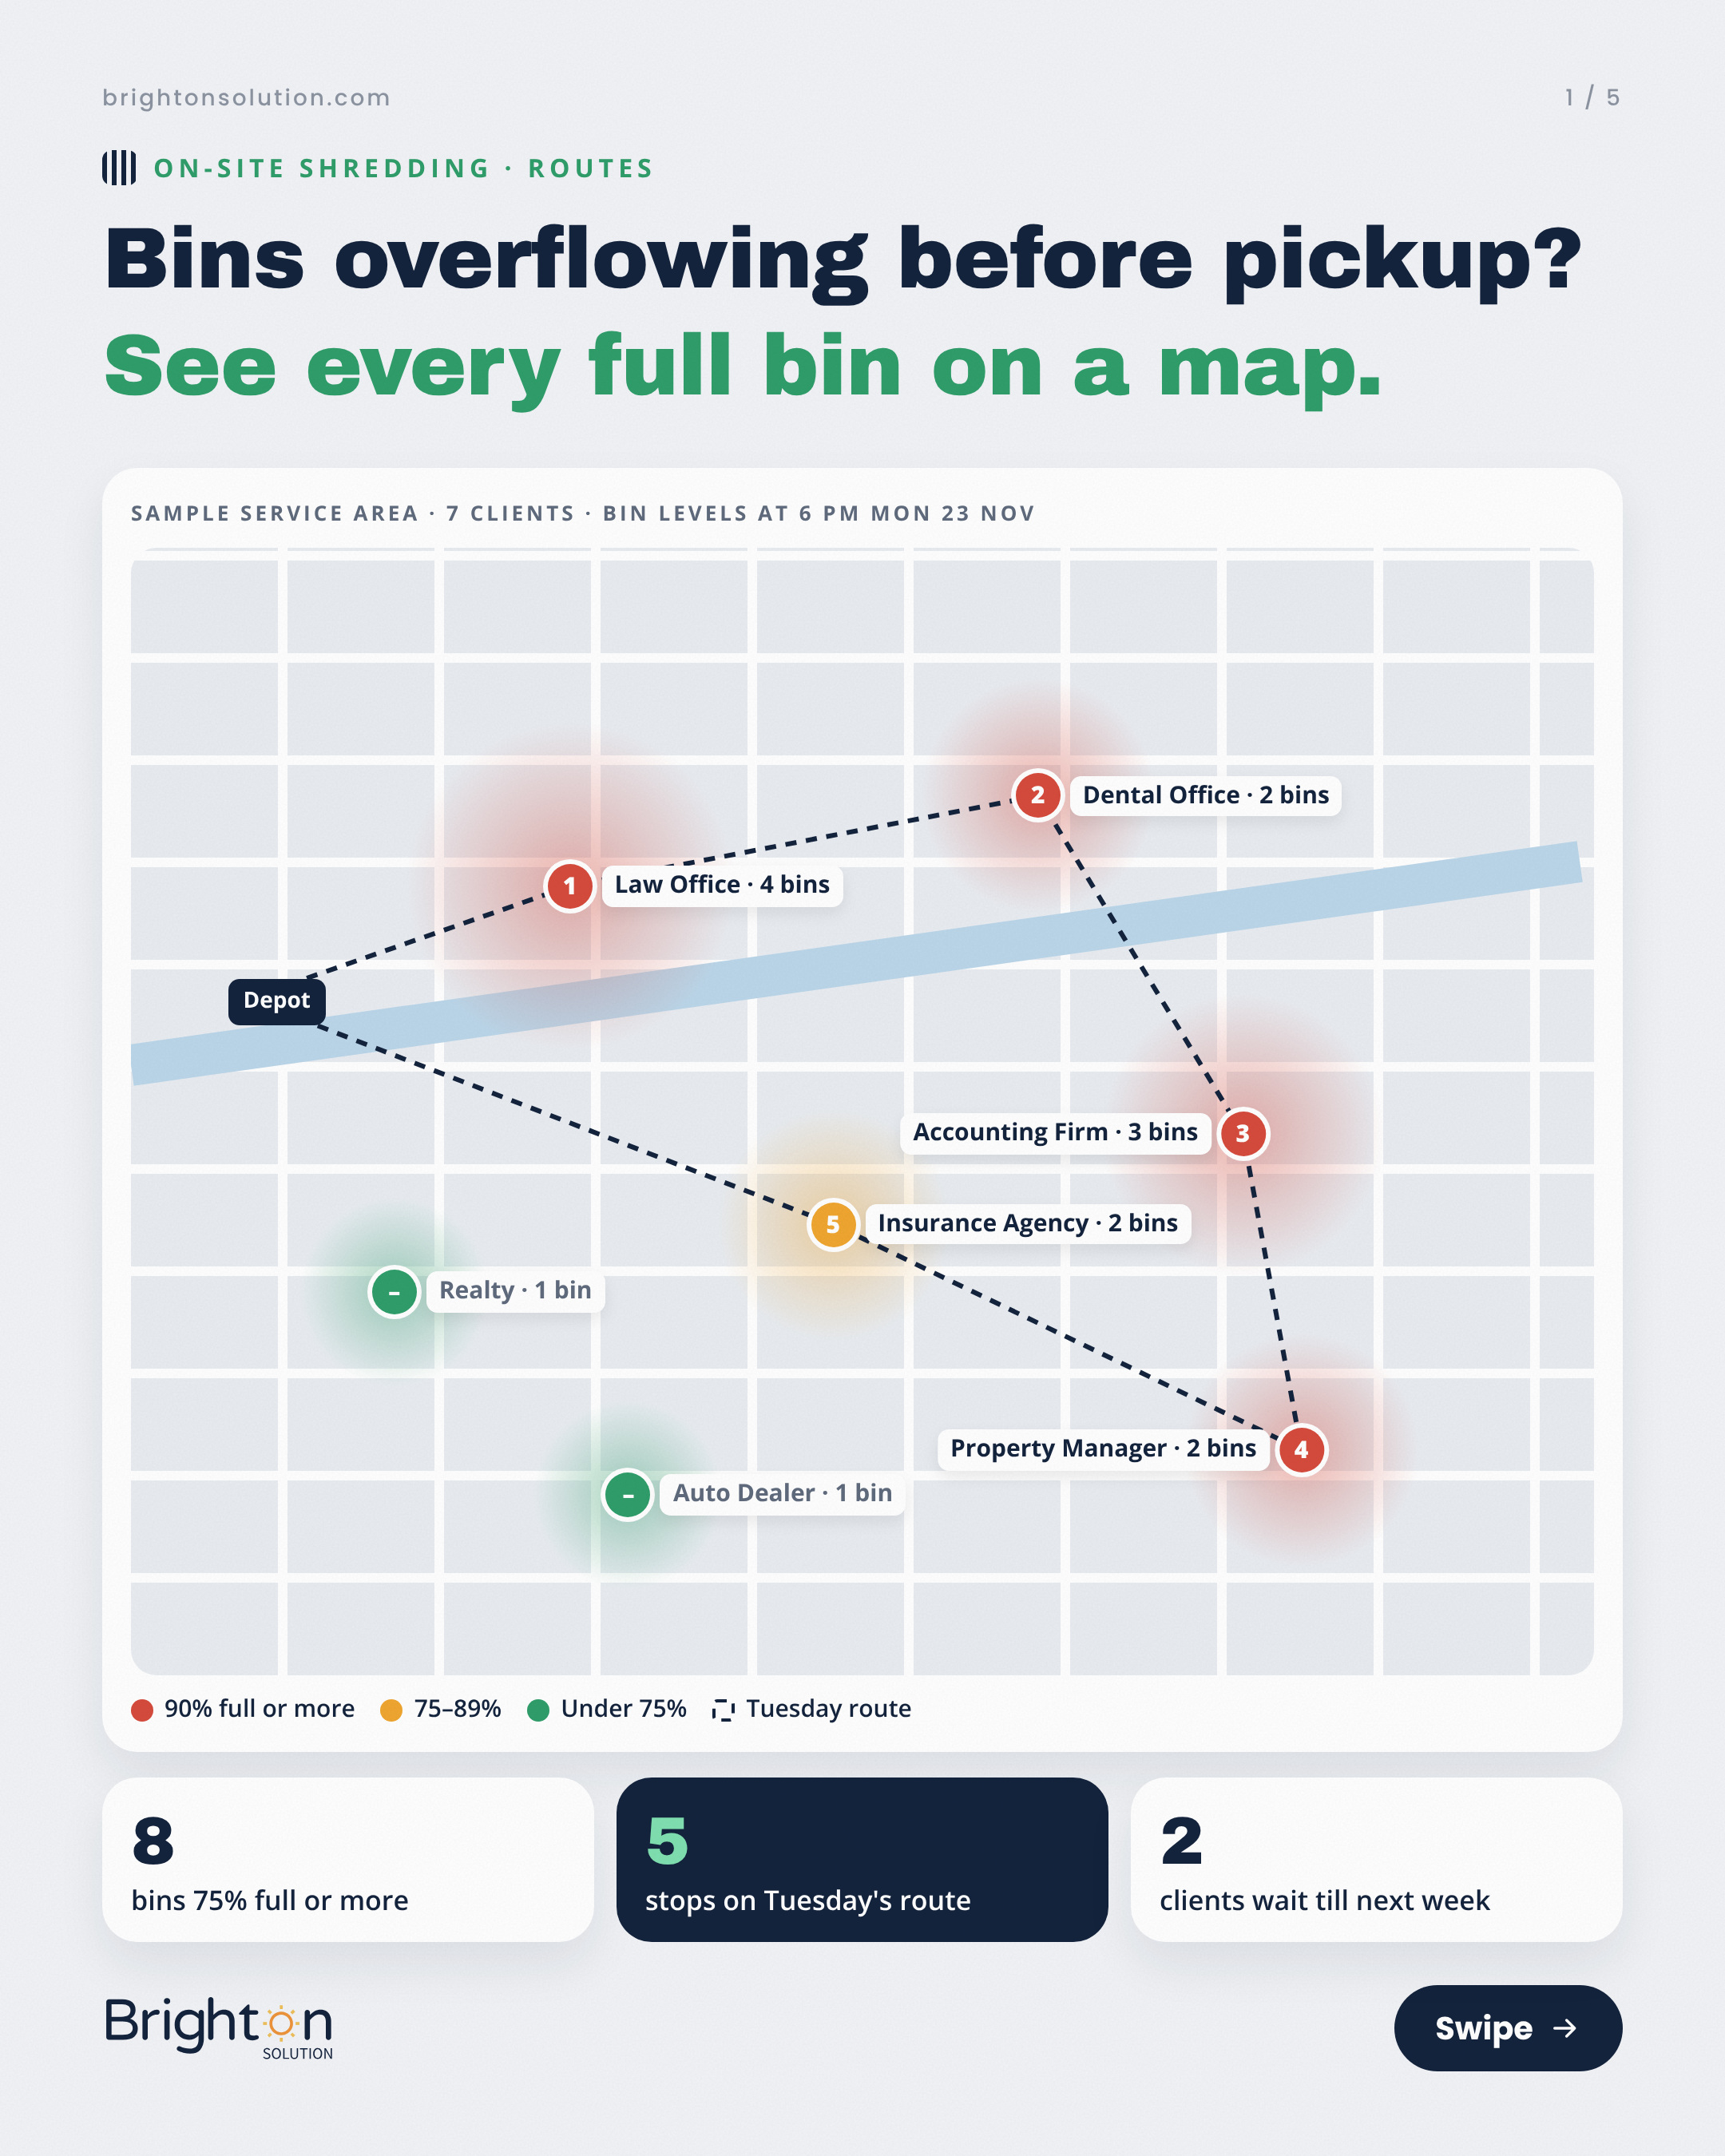 brightonsolution.com
1 / 5
ON-SITE SHREDDING · ROUTES
Bins overflowing before pickup?
See every full bin on a map.
SAMPLE SERVICE AREA · 7 CLIENTS · BIN LEVELS AT 6 PM MON 23 NOV
2
Dental Office · 2 bins
1
Law Office · 4 bins
Depot
Accounting Firm · 3 bins
3
5
Insurance Agency · 2 bins
–
Realty · 1 bin
Property Manager · 2 bins
4
–
Auto Dealer · 1 bin
90% full or more
75–89%
Under 75%
Tuesday route
8
bins 75% full or more
5
stops on Tuesday's route
2
clients wait till next week
Brighton
SOLUTION
Swipe →